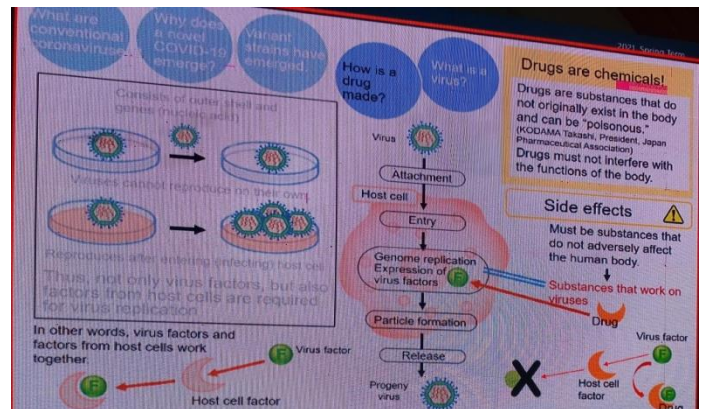 What are
conventional
coronaviruse
Why does
a novel
COVID-19
emerge?
Variant
strains have
emerged
How is a
drug
made?
What is a
virus?
2021 Spring Term
Consists of outer shell and
genes (nucleic acid)
Viruses cannot reproduce on their own
Reproduces after entering (infecting) host cell
Thus, not only virus factors, but also
factors from host cells are required
for virus replication
In other words, virus factors and
factors from host cells work
together.
F
Virus factor
F
Host cell factor
Virus
Attachment
Host cell
Entry
Genome replication
Expression of
virus factors
F
Particle formation
Release
Progeny
virus
Drugs are chemicals!
Drugs are substances that do
not originally exist in the body
and can be "poisonous."
(KODAMA Takashi, President, Japan
Pharmaceutical Association)
Drugs must not interfere with
the functions of the body.
Side effects
Must be substances that
do not adversely affect
the human body.
Substances that work on
viruses
Drug
Virus factor
F
Host cell
factor
F
Drug